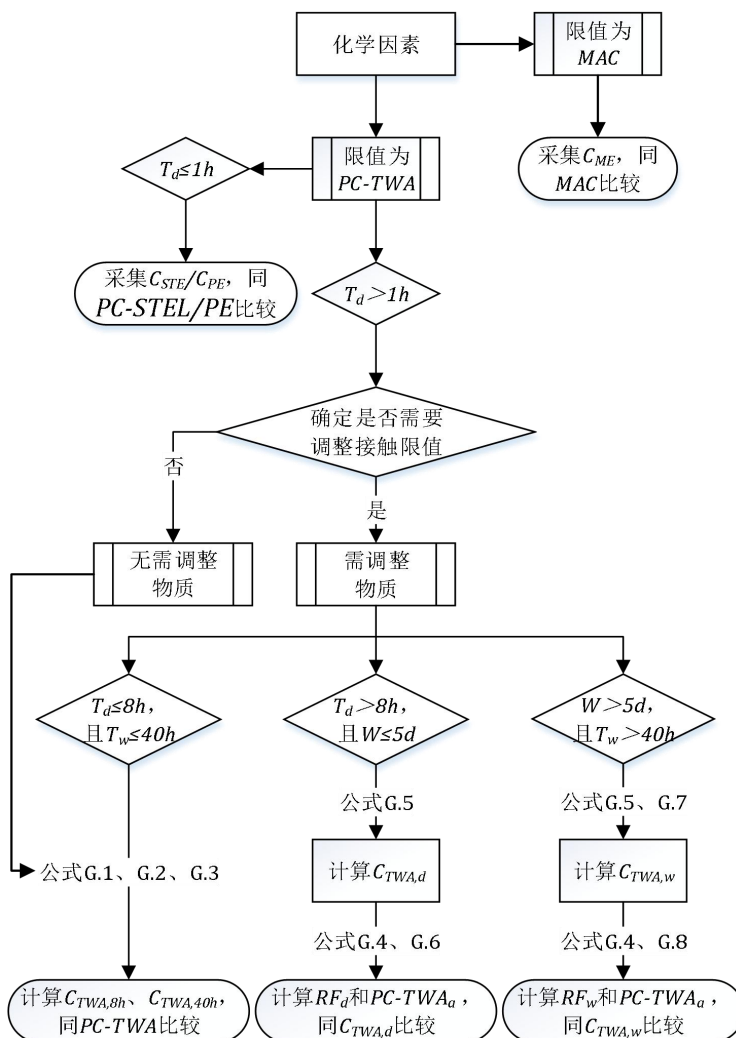 化学因素
限值为
MAC
采集C_ME，同
MAC比较
限值为
PC-TWA
T_d≤1h
采集C_STE/C_PE，同
PC-STEL/PE比较
T_d＞1h
确定是否需要
调整接触限值
否
是
无需调整
物质
需调整
物质
T_d≤8h，
且T_w≤40h
T_d＞8h，
且W≤5d
W＞5d，
且T_w＞40h
公式G.5
公式G.5、G.7
公式G.1、G.2、G.3
计算C_TWA,d
计算C_TWA,w
公式G.4、G.6
公式G.4、G.8
计算C_TWA,8h、C_TWA,40h，
同PC-TWA比较
计算RF_d和PC-TWA_a，
同C_TWA,d比较
计算RF_w和PC-TWA_a，
同C_TWA,w比较